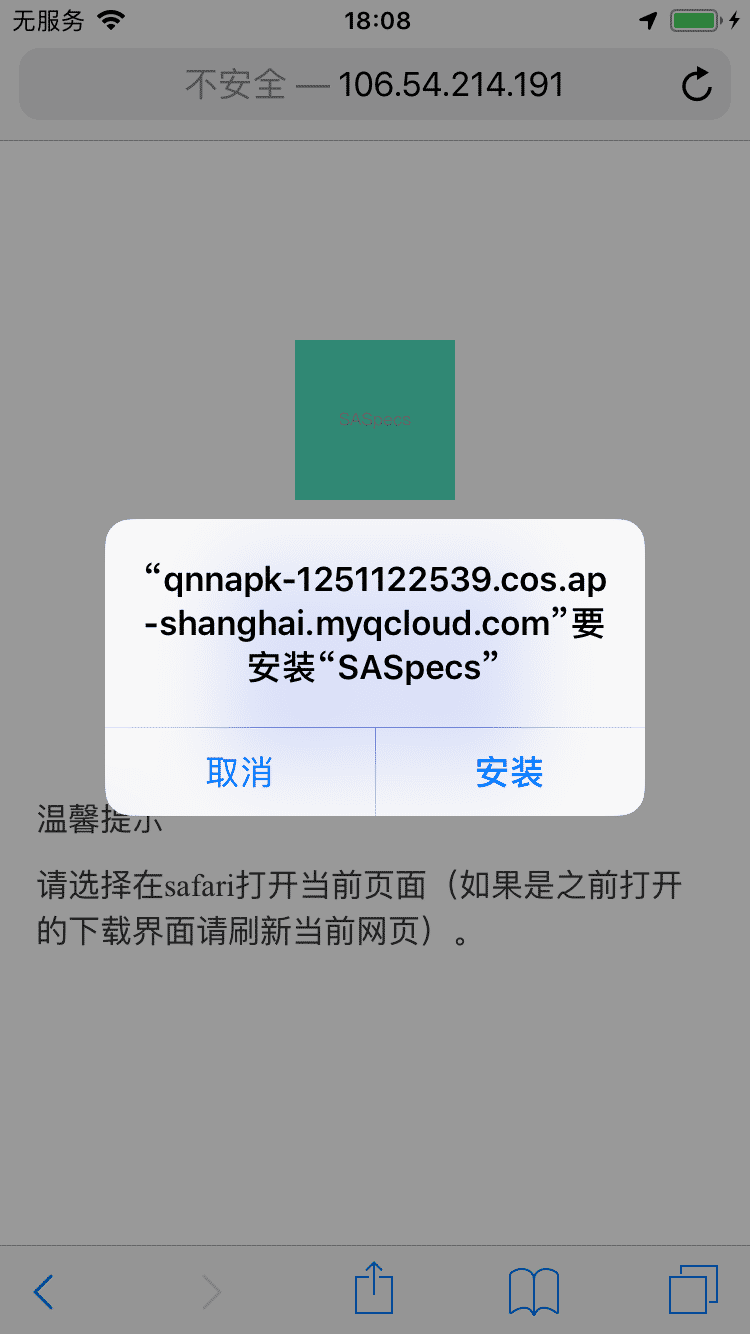 无服务 18:08
不安全 — 106.54.214.191
SASpecs
“qnnapk-1251122539.cos.ap
-shanghai.myqcloud.com”要
安装“SASpecs”
取消 安装
温馨提示
请选择在safari打开当前页面（如果是之前打开
的下载界面请刷新当前网页）。